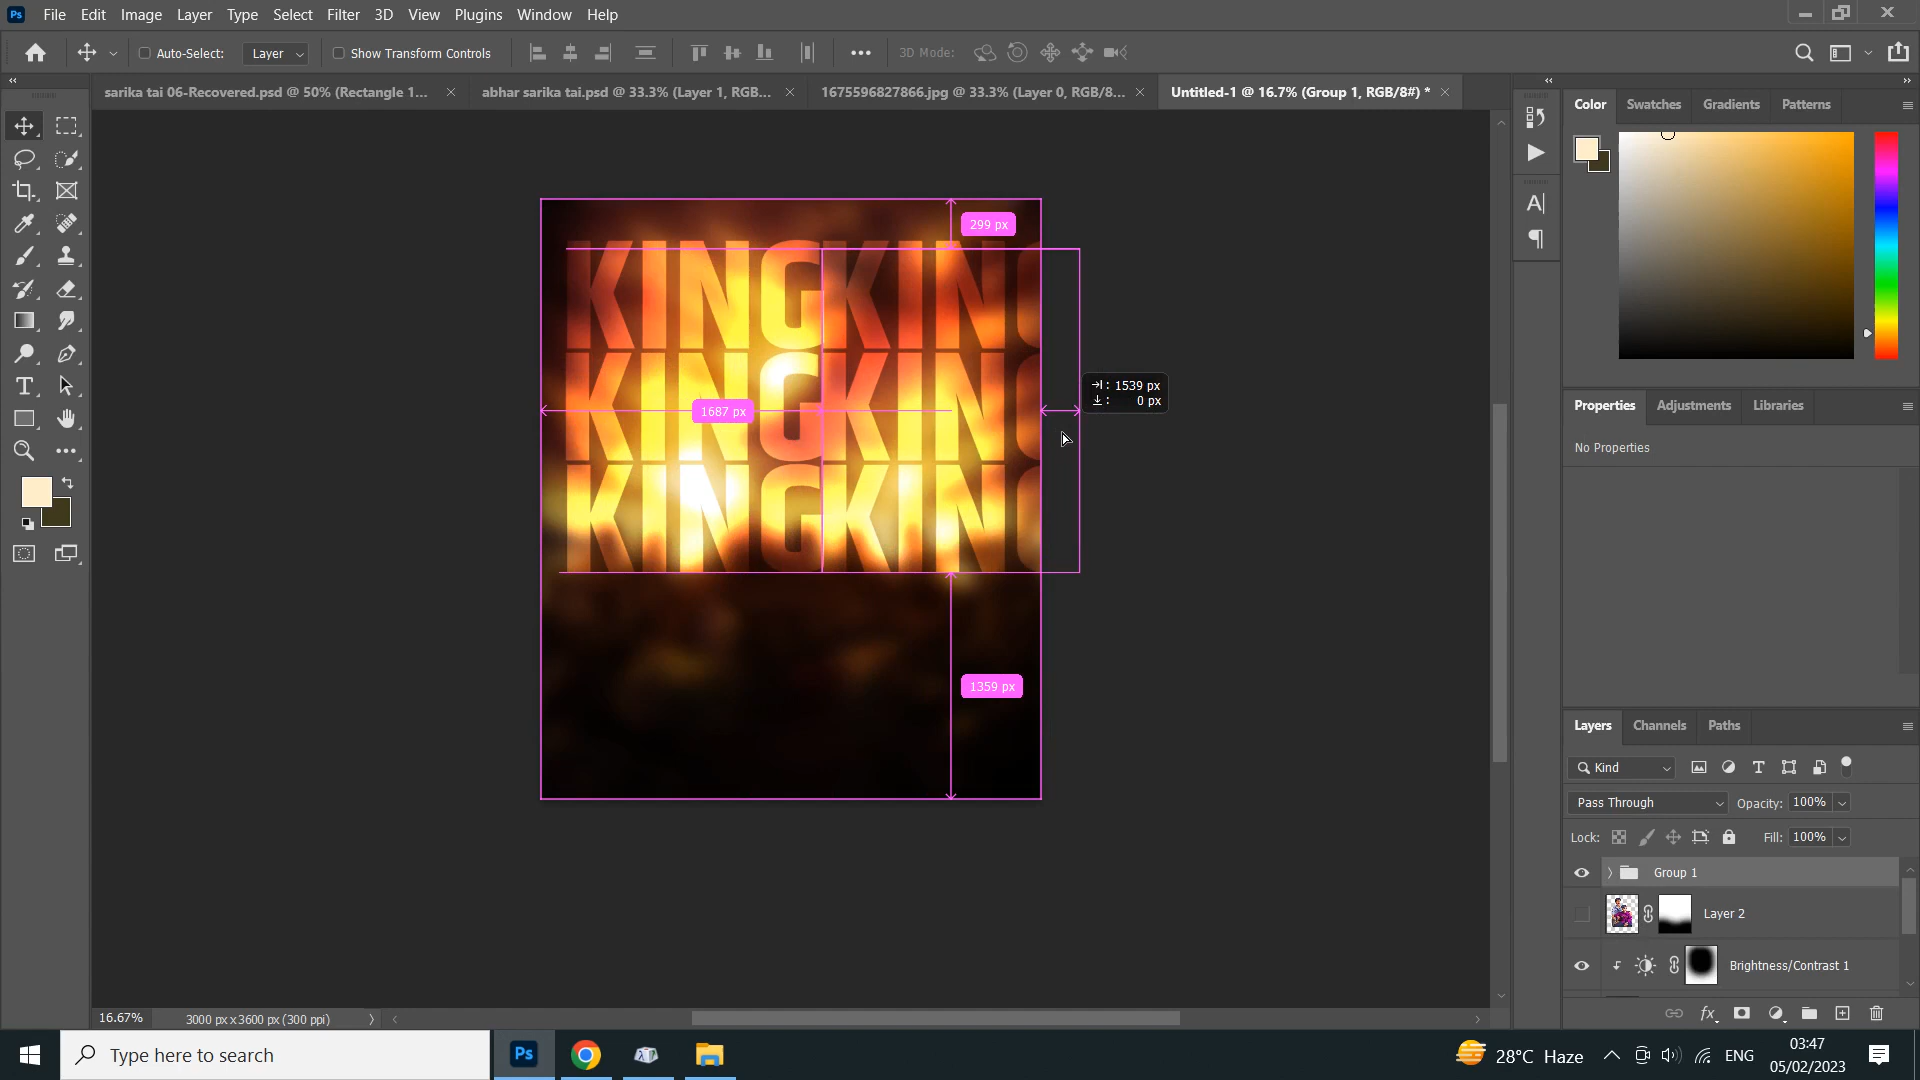 Ps File Edit Image Layer Type Select Filter 3D View Plugins Window Help
Auto-Select: Layer Show Transform Controls 3D Mode:
sarika tai 06-Recovered.psd @ 50% (Rectangle 1... abhar sarika tai.psd @ 33.3% (Layer 1, RGB... 1675596827866.jpg @ 33.3% (Layer 0, RGB/8... Untitled-1 @ 16.7% (Group 1, RGB/8#) *
Color Swatches Gradients Patterns
299 px
KINGKING
KINGKING
KINGKING
1539 px
0 px
1687 px
1359 px
Properties Adjustments Libraries
No Properties
Layers Channels Paths
Kind
Pass Through Opacity: 100%
Lock: Fill: 100%
Group 1
Layer 2
Brightness/Contrast 1
fx
16.67% 3000 px x 3600 px (300 ppi)
Type here to search
Ps
28°C Haze
ENG
03:47
05/02/2023